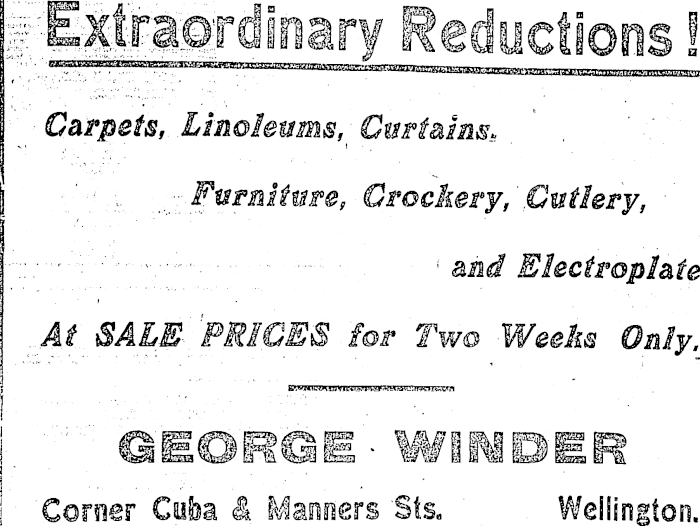 Extraordinary Reductions!
Carpets, Linoleums, Curtains.
Furniture, Crockery, Cutlery,
and Electroplate
At SALE PRICES for Two Weeks Only.
GEORGE WINDER
Corner Cuba & Manners Sts. Wellington.